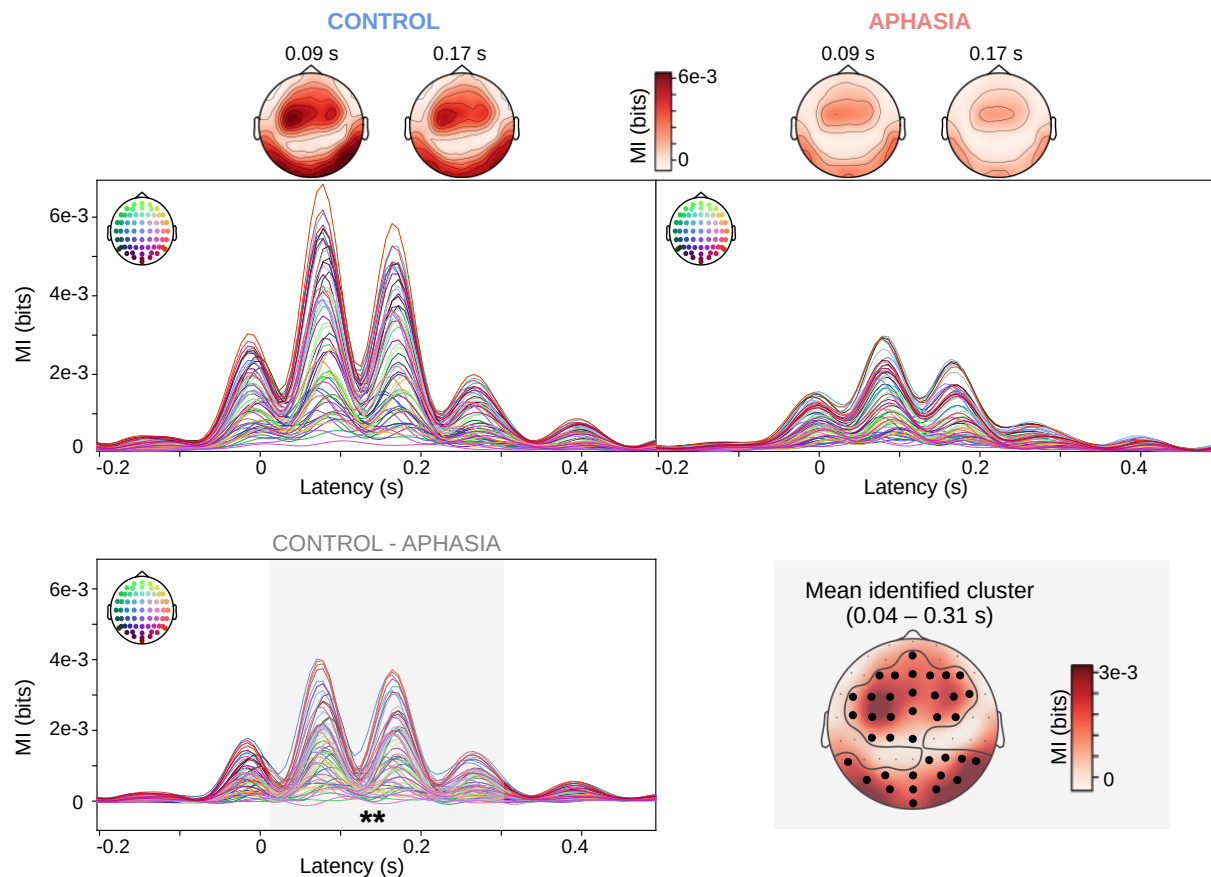 CONTROL
APHASIA
0.09 s
0.17 s
0.09 s
0.17 s
MI (bits)
6e-3
0
MI (bits)
6e-3
4e-3
2e-3
0
-0.2
0
0.2
0.4
Latency (s)
-0.2
0
0.2
0.4
Latency (s)
CONTROL - APHASIA
MI (bits)
6e-3
4e-3
2e-3
0
**
-0.2
0
0.2
0.4
Latency (s)
Mean identified cluster
(0.04 – 0.31 s)
MI (bits)
3e-3
0